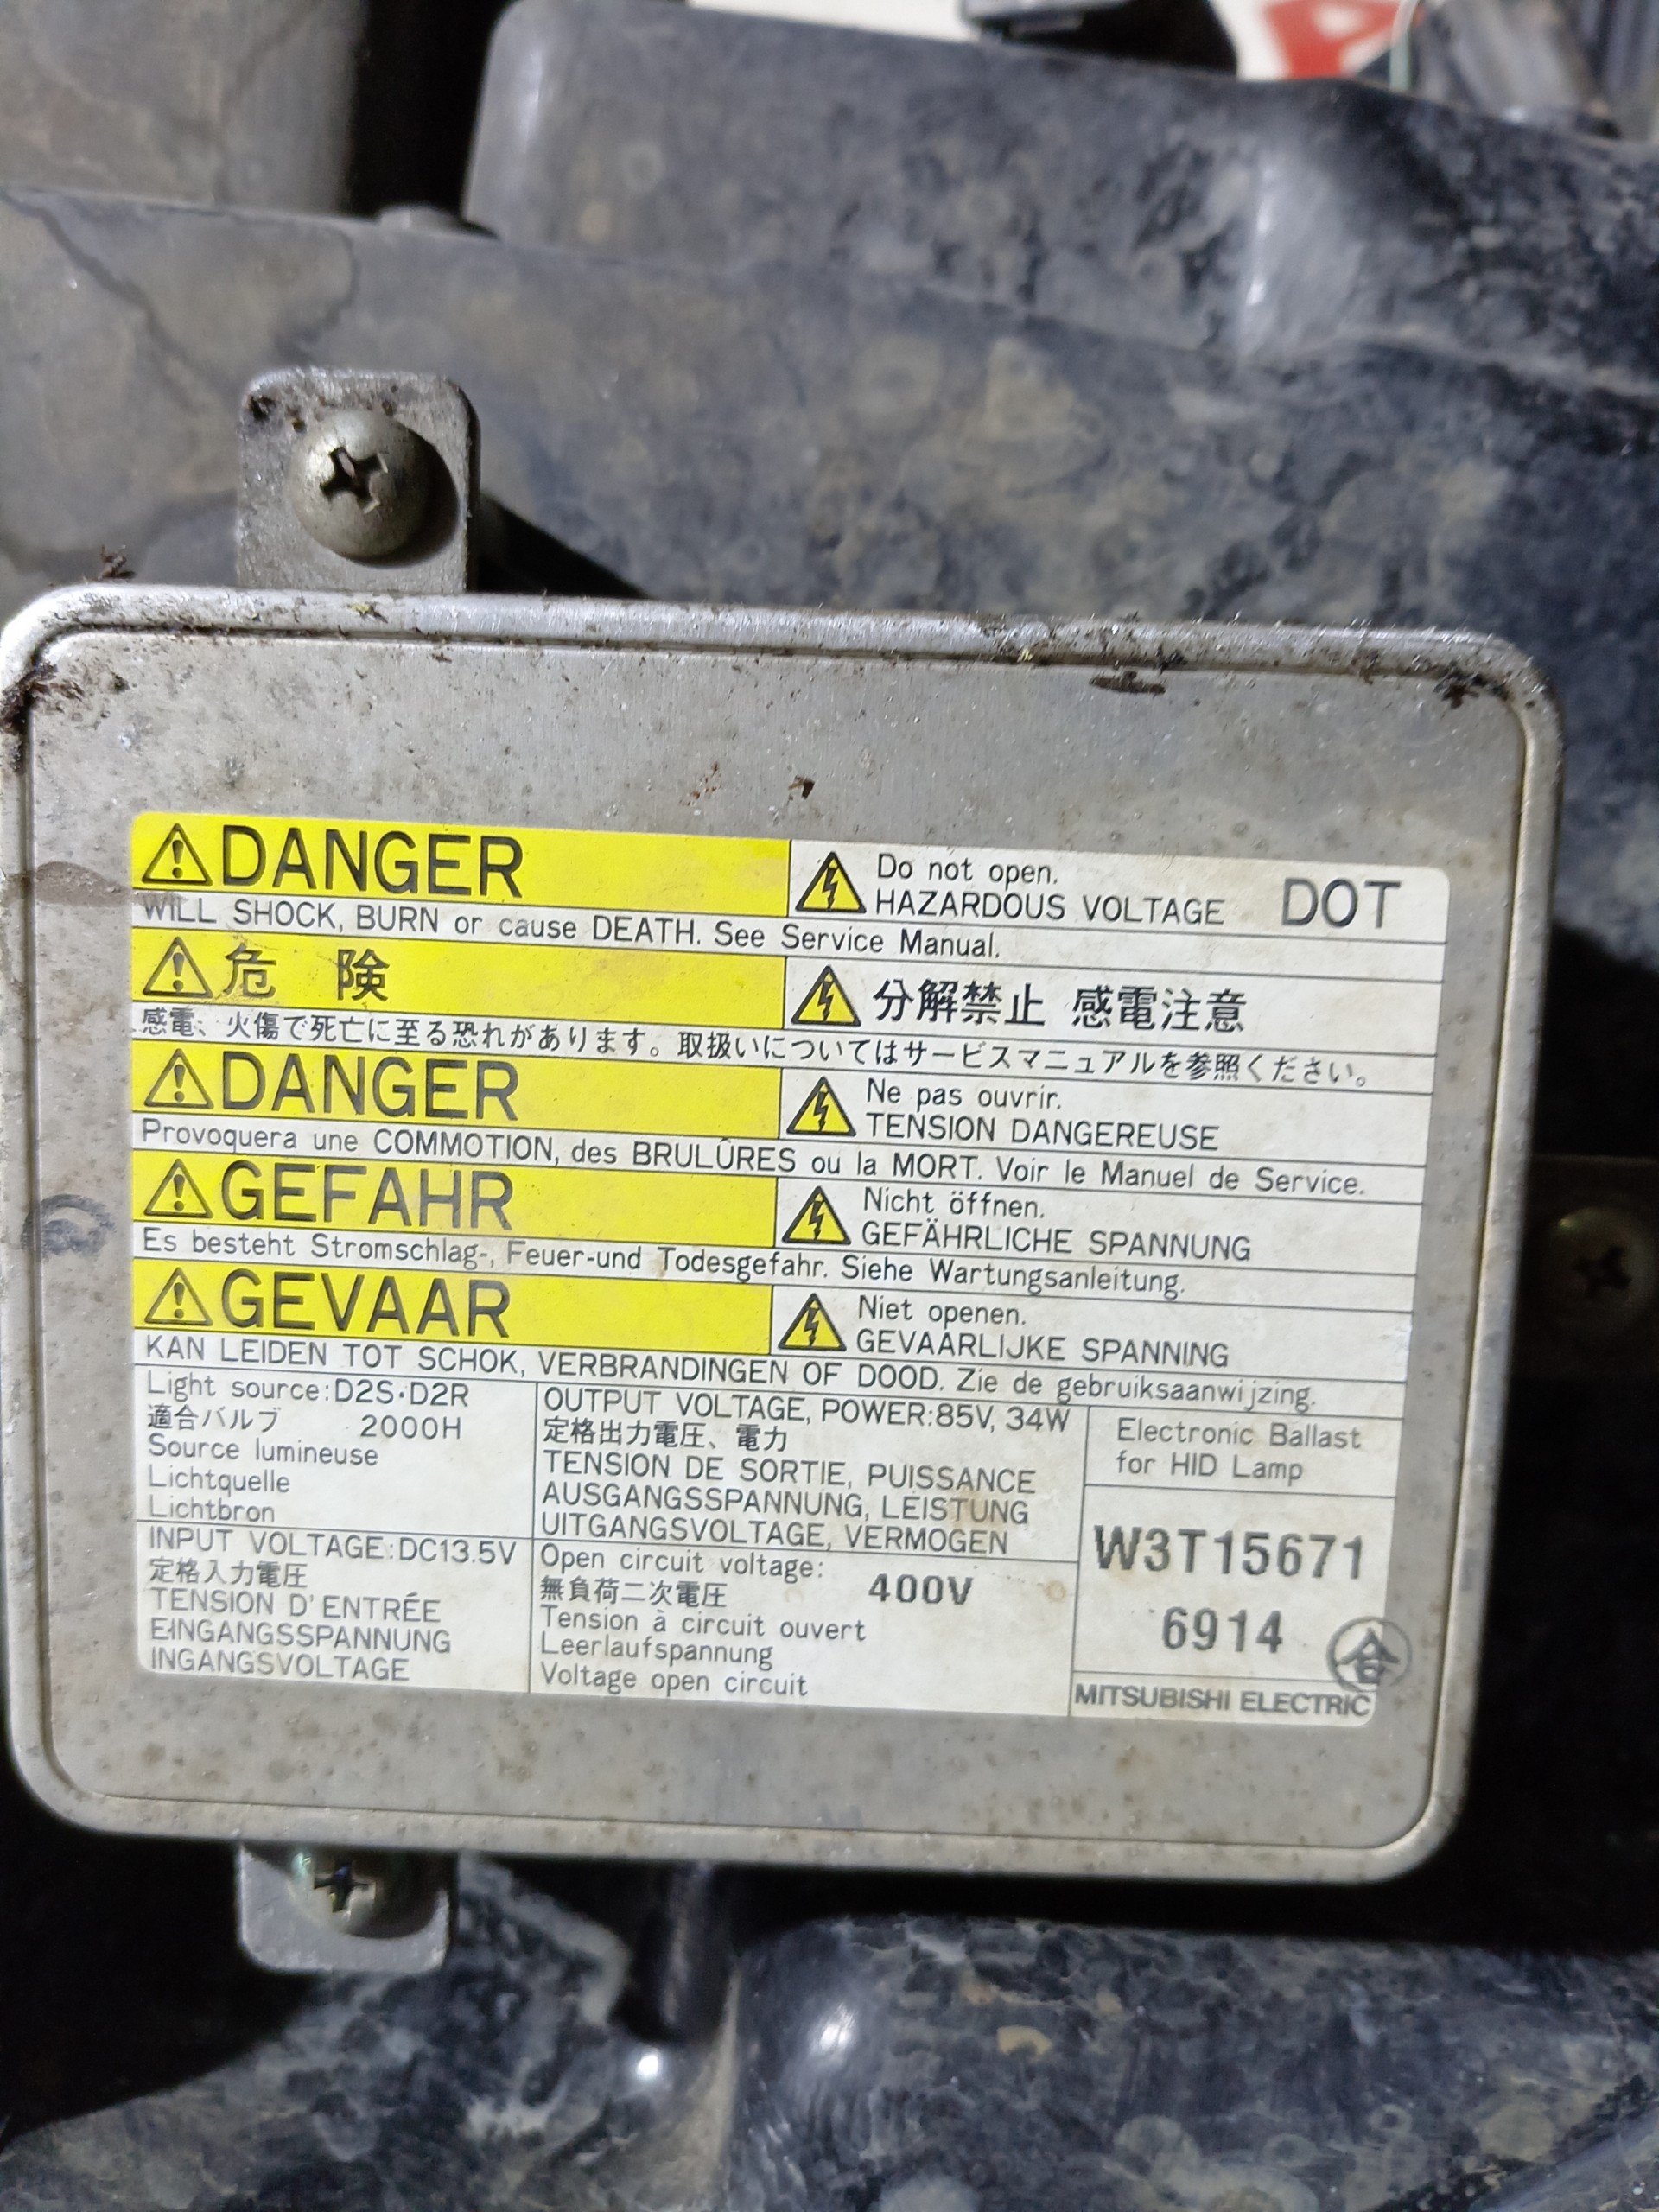 DANGER
Do not open.
HAZARDOUS VOLTAGE
DOT
WILL SHOCK, BURN or cause DEATH. See Service Manual.
危 険
分解禁止 感電注意
感電、火傷で死亡に至る恐れがあります。取扱いについてはサービスマニュアルを参照ください。
DANGER
Ne pas ouvrir.
TENSION DANGEREUSE
Provoquera une COMMOTION, des BRULÛRES ou la MORT. Voir le Manuel de Service.
GEFAHR
Nicht öffnen.
GEFÄHRLICHE SPANNUNG
Es besteht Stromschlag-, Feuer-und Todesgefahr. Siehe Wartungsanleitung.
GEVAAR
Niet openen.
GEVAARLIJKE SPANNING
KAN LEIDEN TOT SCHOK, VERBRANDINGEN OF DOOD. Zie de gebruiksaanwijzing.
Light source:D2S·D2R
適合バルブ 2000H
Source lumineuse
Lichtquelle
Lichtbron
INPUT VOLTAGE:DC13.5V
定格入力電圧
TENSION D'ENTRÉE
EINGANGSSPANNUNG
INGANGSVOLTAGE
OUTPUT VOLTAGE, POWER:85V, 34W
定格出力電圧、電力
TENSION DE SORTIE, PUISSANCE
AUSGANGSSPANNUNG, LEISTUNG
UITGANGSVOLTAGE, VERMOGEN
Open circuit voltage:
無負荷二次電圧 400V
Tension à circuit ouvert
Leerlaufspannung
Voltage open circuit
Electronic Ballast
for HID Lamp
W3T15671
6914
合
MITSUBISHI ELECTRIC